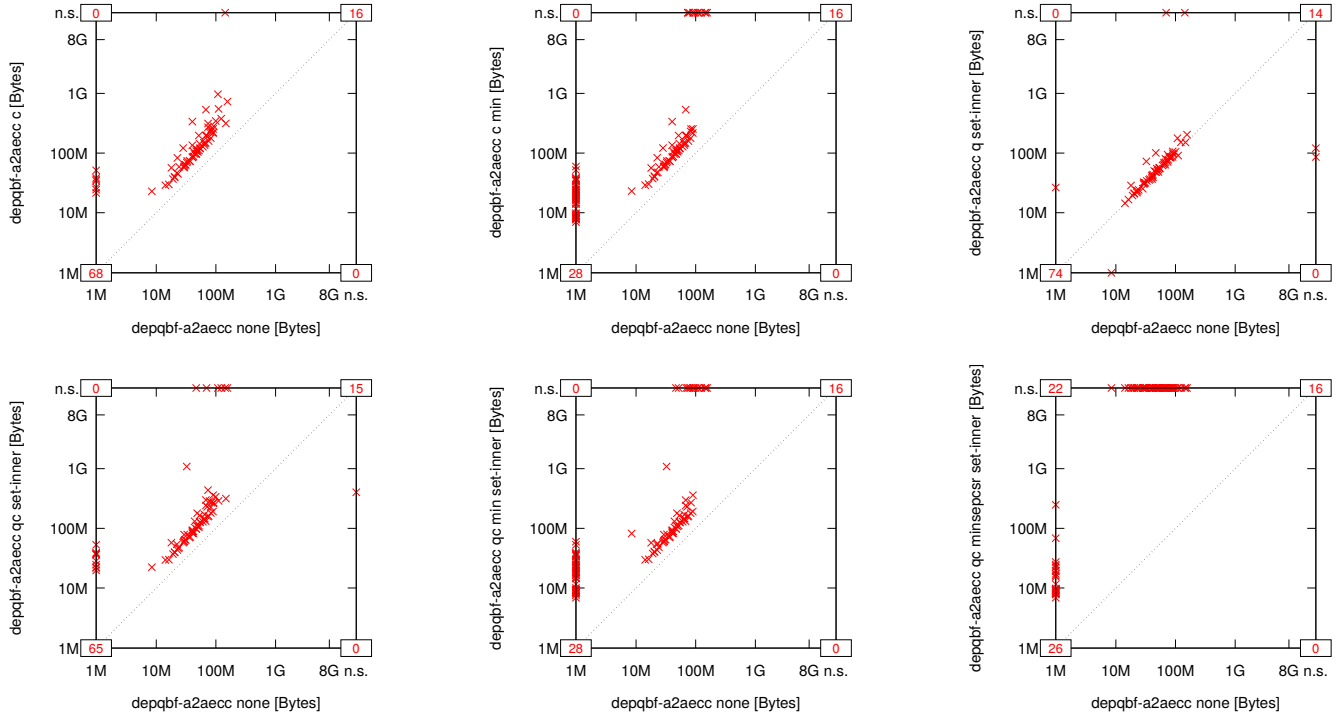 n.s. 0 16
8G
1G
100M
10M
1M 68 0
1M 10M 100M 1G 8G n.s.
depqbf-a2aecc none [Bytes]
depqbf-a2aecc c [Bytes]
n.s. 0 16
8G
1G
100M
10M
1M 28 0
1M 10M 100M 1G 8G n.s.
depqbf-a2aecc none [Bytes]
depqbf-a2aecc c min [Bytes]
n.s. 0 14
8G
1G
100M
10M
1M 74 0
1M 10M 100M 1G 8G n.s.
depqbf-a2aecc none [Bytes]
depqbf-a2aecc q set-inner [Bytes]
n.s. 0 15
8G
1G
100M
10M
1M 65 0
1M 10M 100M 1G 8G n.s.
depqbf-a2aecc none [Bytes]
depqbf-a2aecc qc set-inner [Bytes]
n.s. 0 16
8G
1G
100M
10M
1M 28 0
1M 10M 100M 1G 8G n.s.
depqbf-a2aecc none [Bytes]
depqbf-a2aecc qc min set-inner [Bytes]
n.s. 22 16
8G
1G
100M
10M
1M 26 0
1M 10M 100M 1G 8G n.s.
depqbf-a2aecc none [Bytes]
depqbf-a2aecc qc minsepcsr set-inner [Bytes]